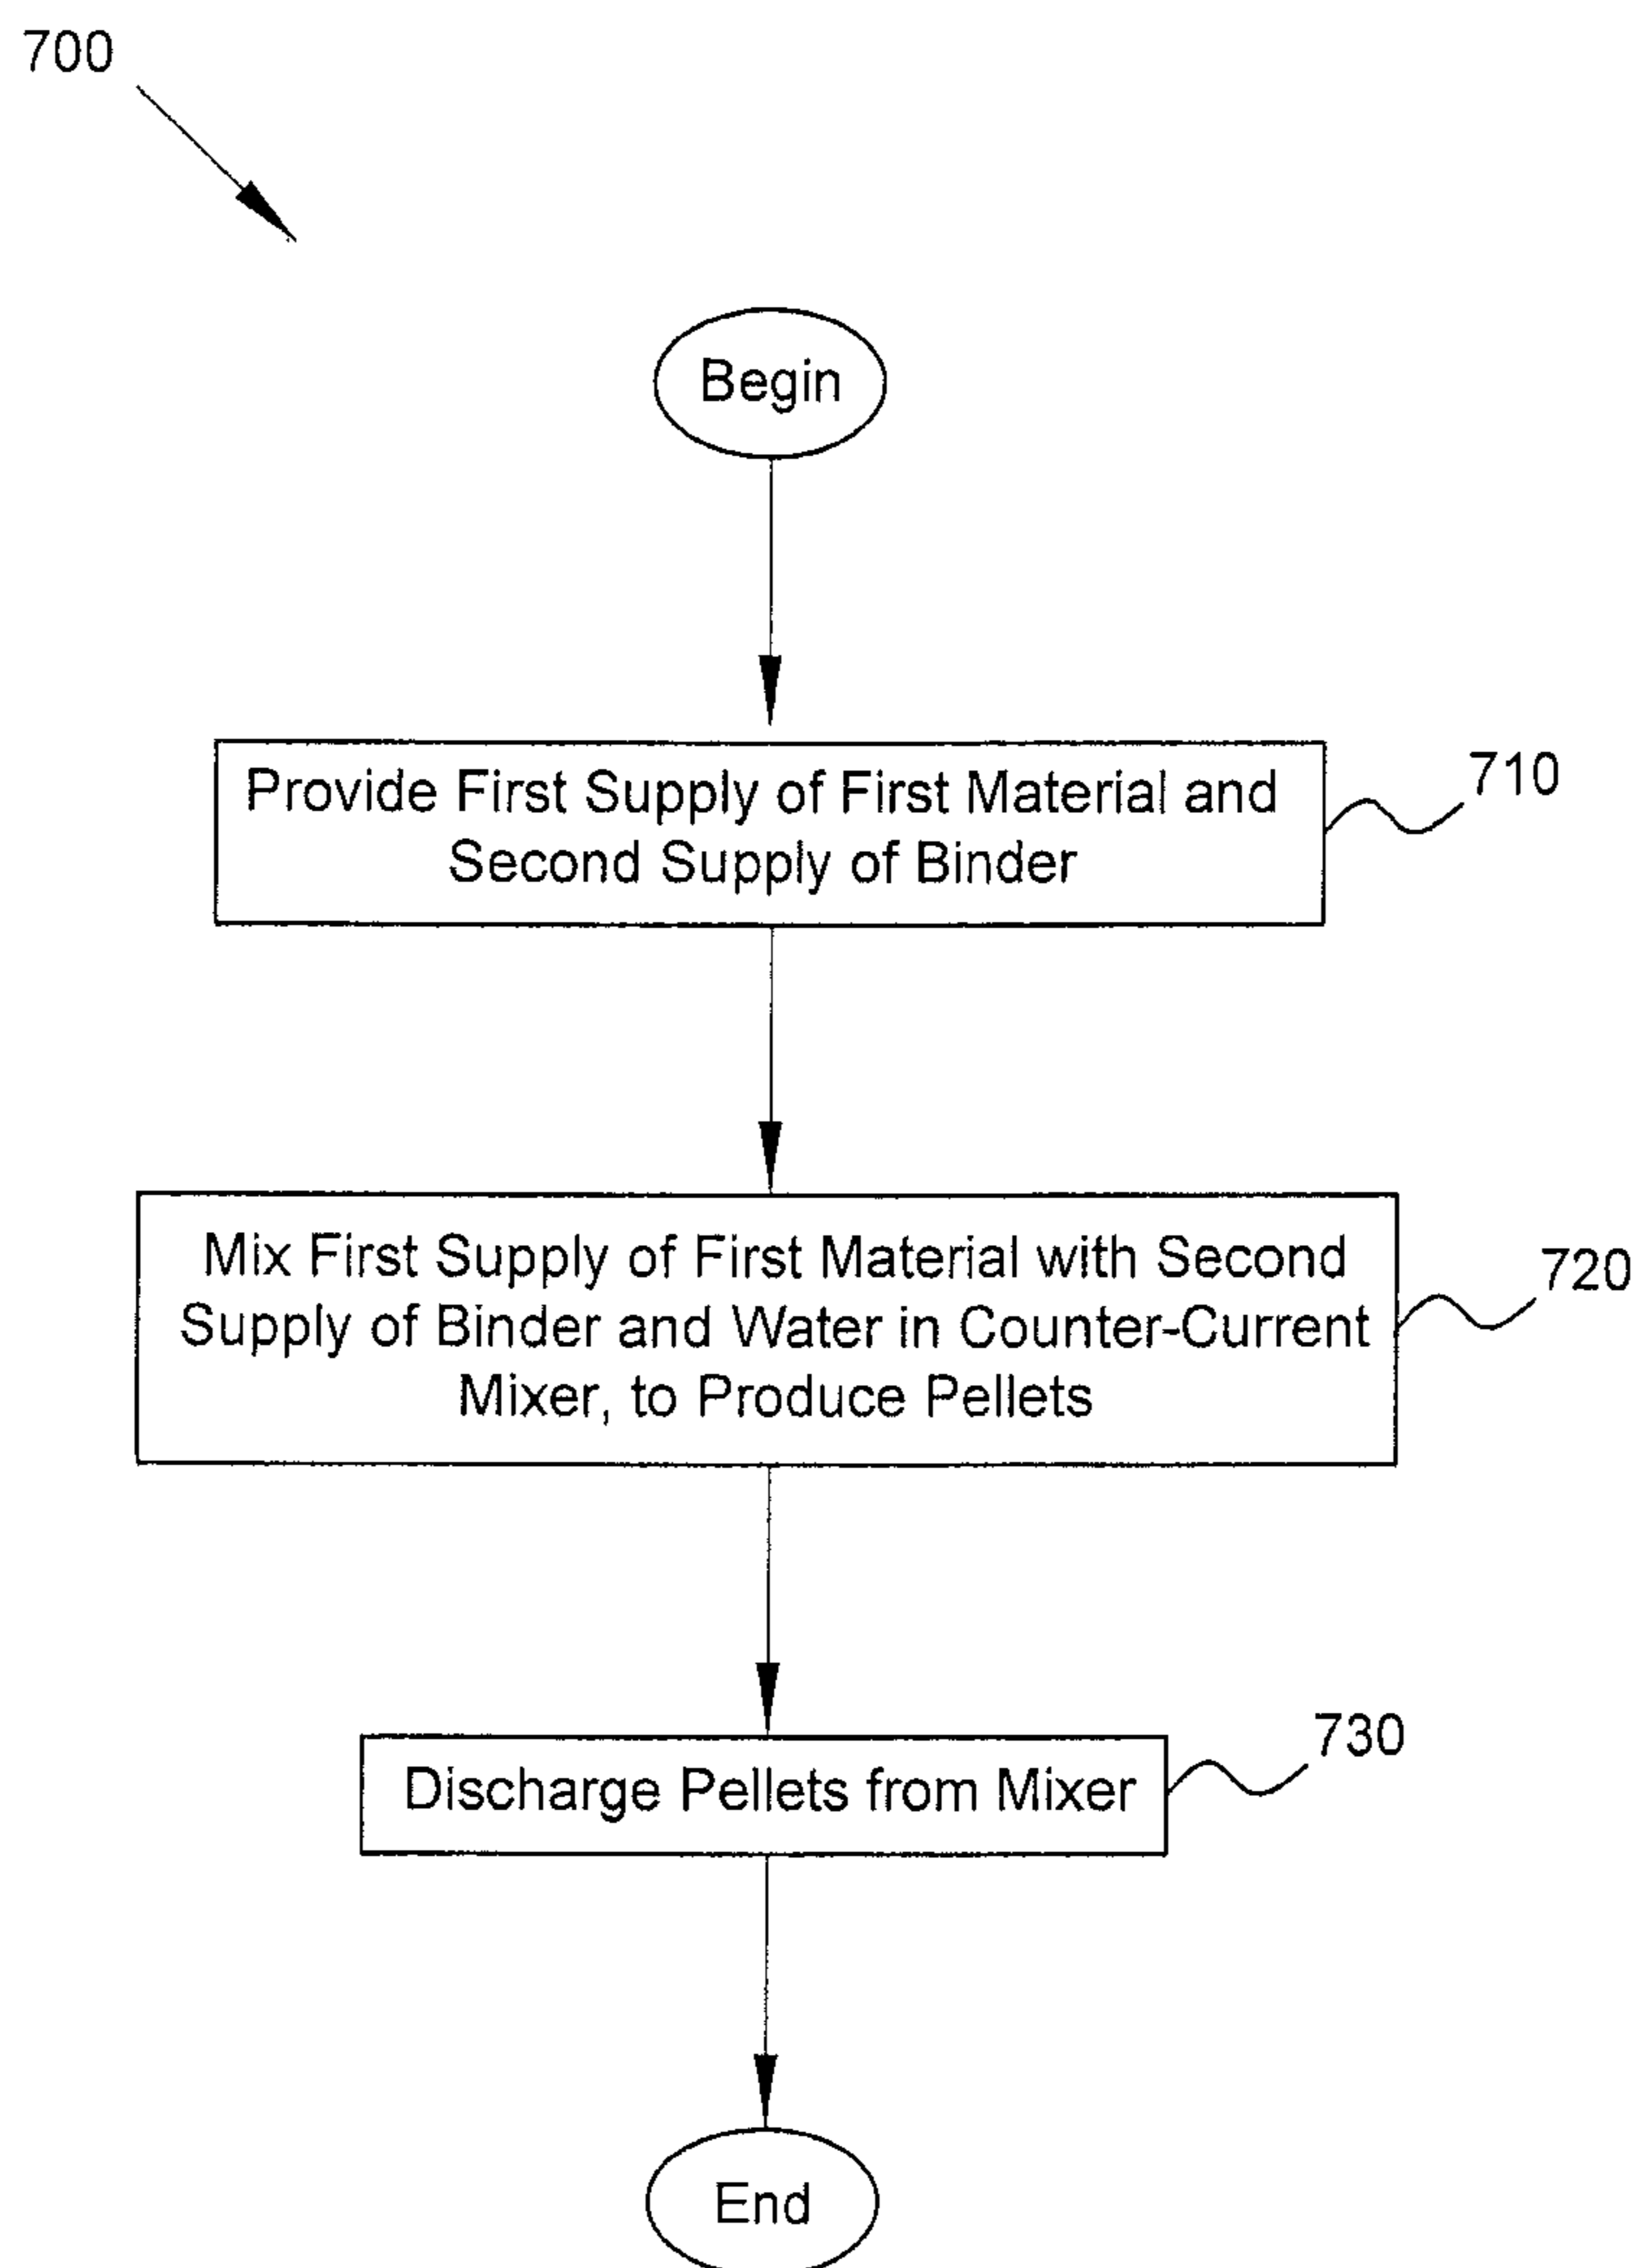 700
Begin
Provide First Supply of First Material and
Second Supply of Binder
710
Mix First Supply of First Material with Second
Supply of Binder and Water in Counter-Current
Mixer, to Produce Pellets
720
Discharge Pellets from Mixer
730
End